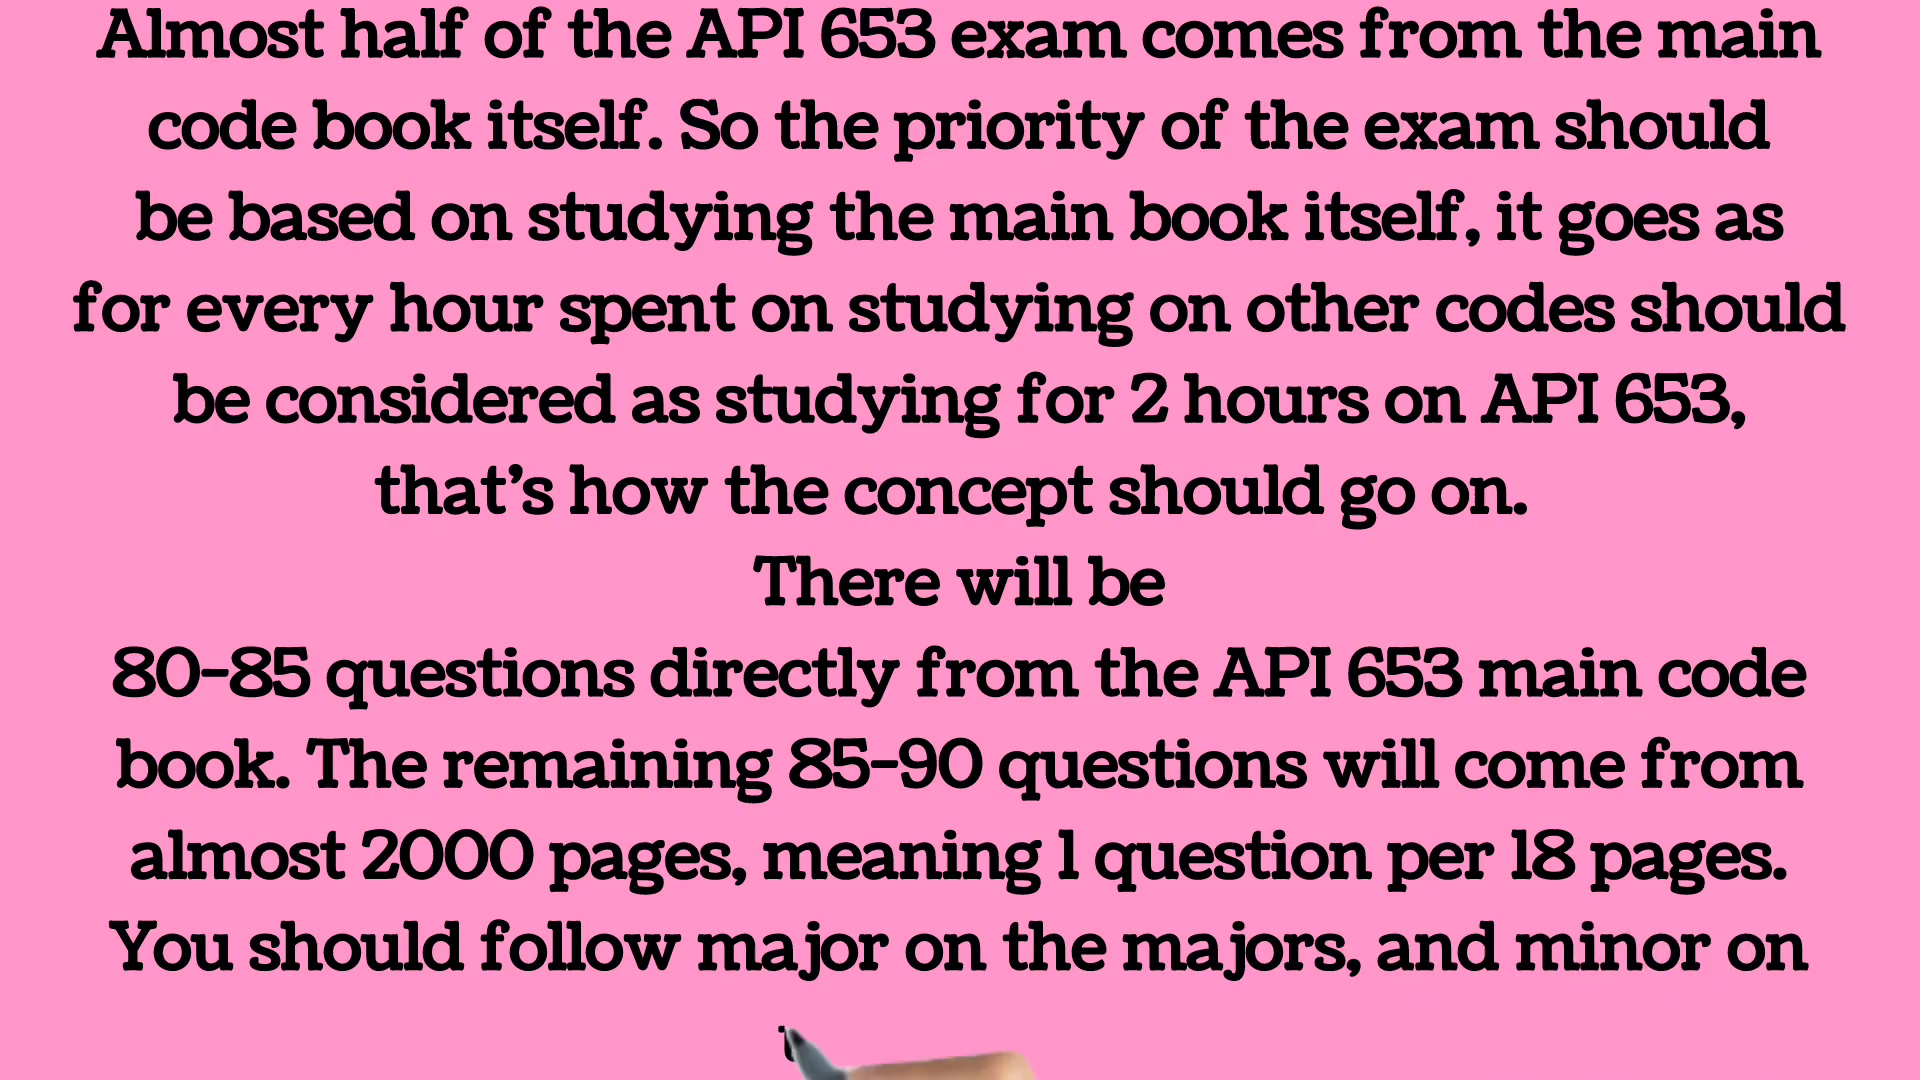 Almost half of the API 653 exam comes from the main
code book itself. So the priority of the exam should
be based on studying the main book itself, it goes as
for every hour spent on studying on other codes should
be considered as studying for 2 hours on API 653,
that's how the concept should go on.
There will be
80-85 questions directly from the API 653 main code
book. The remaining 85-90 questions will come from
almost 2000 pages, meaning 1 question per 18 pages.
You should follow major on the majors, and minor on